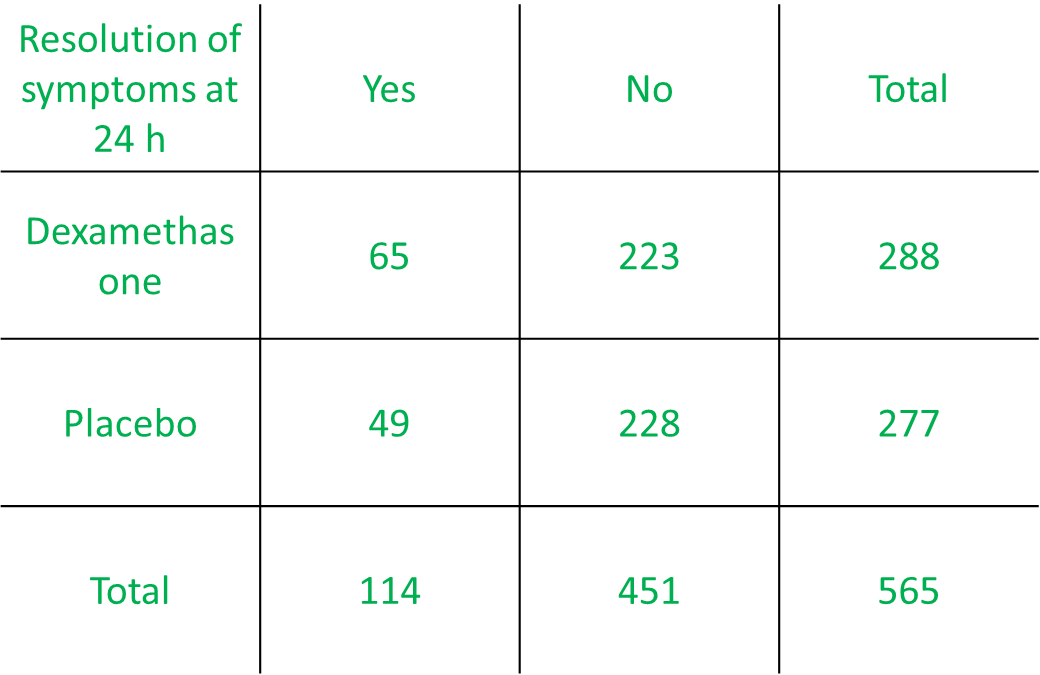 Resolution of
symptoms at
24 h
Yes
No
Total
Dexamethas
one
65
223
288
Placebo
49
228
277
Total
114
451
565